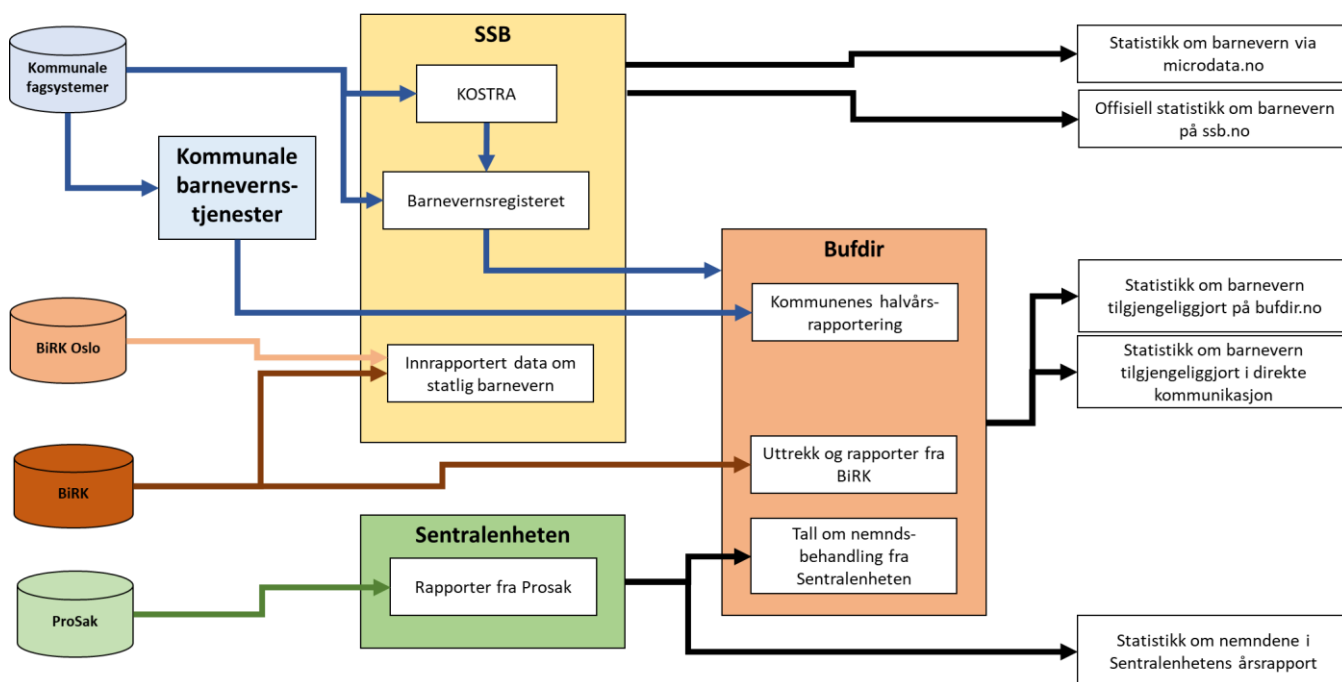 Kommunale
fagsystemer
Kommunale
barneverns-
tjenester
BiRK Oslo
BiRK
ProSak
SSB
KOSTRA
Barnevernsregisteret
Innrapportert data om
statlig barnevern
Sentralenheten
Rapporter fra Prosak
Bufdir
Kommunenes halvårs-
rapportering
Uttrekk og rapporter fra
BiRK
Tall om nemnds-
behandling fra
Sentralenheten
Statistikk om barnevern via
microdata.no
Offisiell statistikk om barnevern
på ssb.no
Statistikk om barnevern
tilgjengeliggjort på bufdir.no
Statistikk om barnevern
tilgjengeliggjort i direkte
kommunikasjon
Statistikk om nemndene i
Sentralenhetens årsrapport